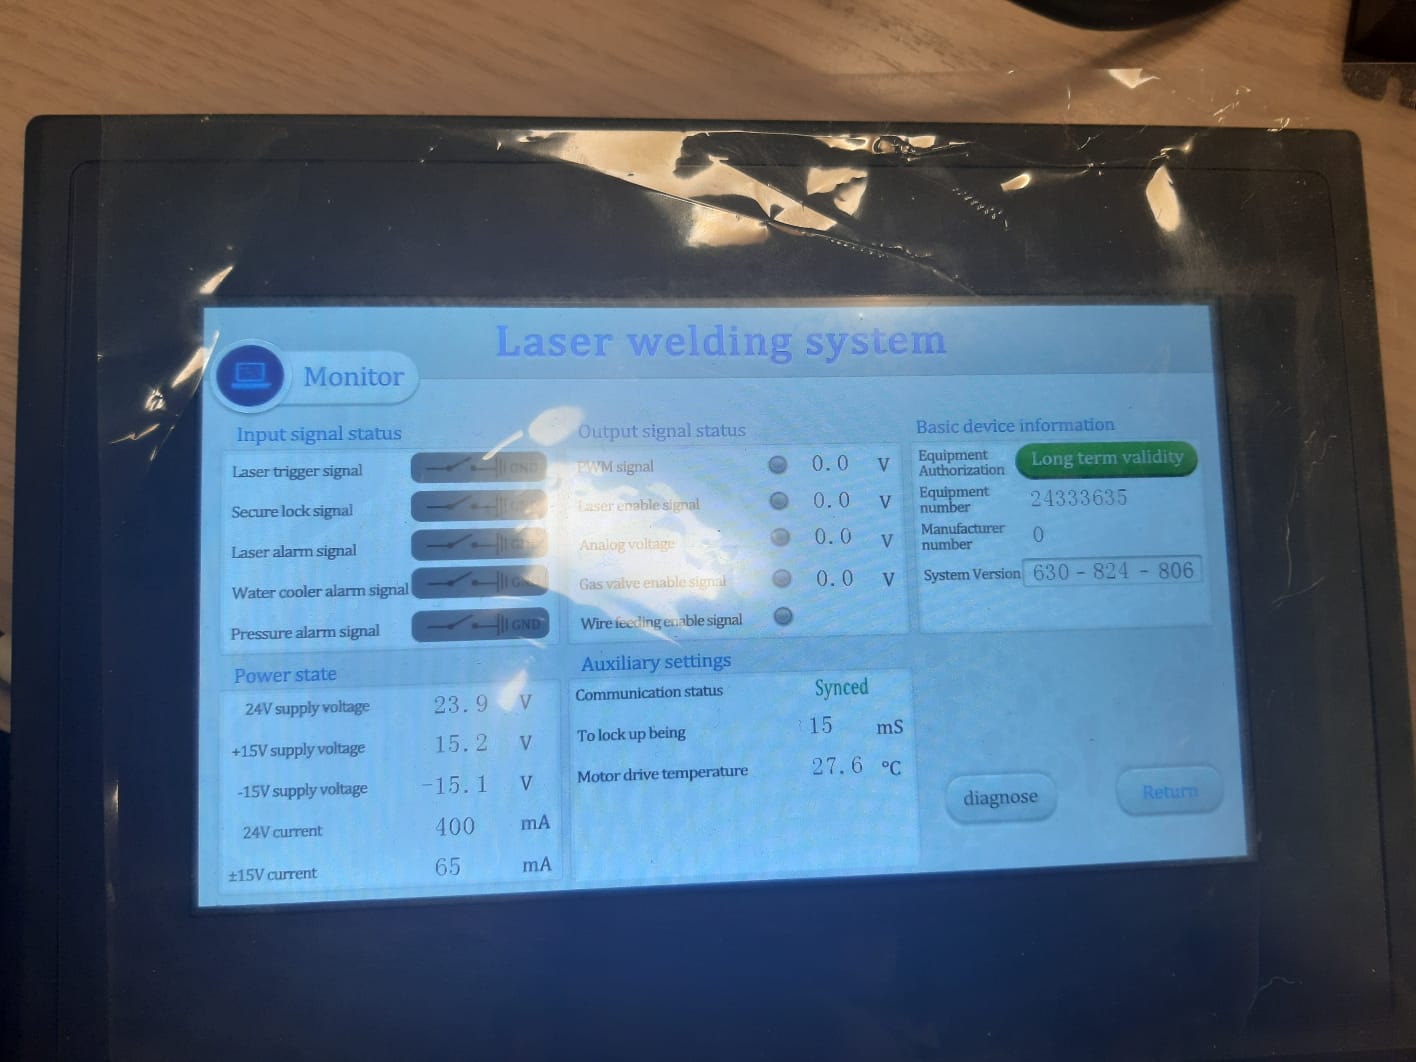 Laser welding system
Monitor
Input signal status
Laser trigger signal GND
Secure lock signal
Laser alarm signal
Water cooler alarm signal
Pressure alarm signal GND
Output signal status
PWM signal 0.0 V
Laser enable signal 0.0 V
Analog voltage 0.0 V
Gas valve enable signal 0.0 V
Wire feeding enable signal
Basic device information
Equipment
Authorization
Long term validity
Equipment
number
24333635
Manufacturer
number
0
System Version 630 - 824 - 806
Power state
24V supply voltage 23.9 V
+15V supply voltage 15.2 V
-15V supply voltage -15.1 V
24V current 400 mA
±15V current 65 mA
Auxiliary settings
Communication status Synced
To lock up being 15 mS
Motor drive temperature 27.6 °C
diagnose
Return